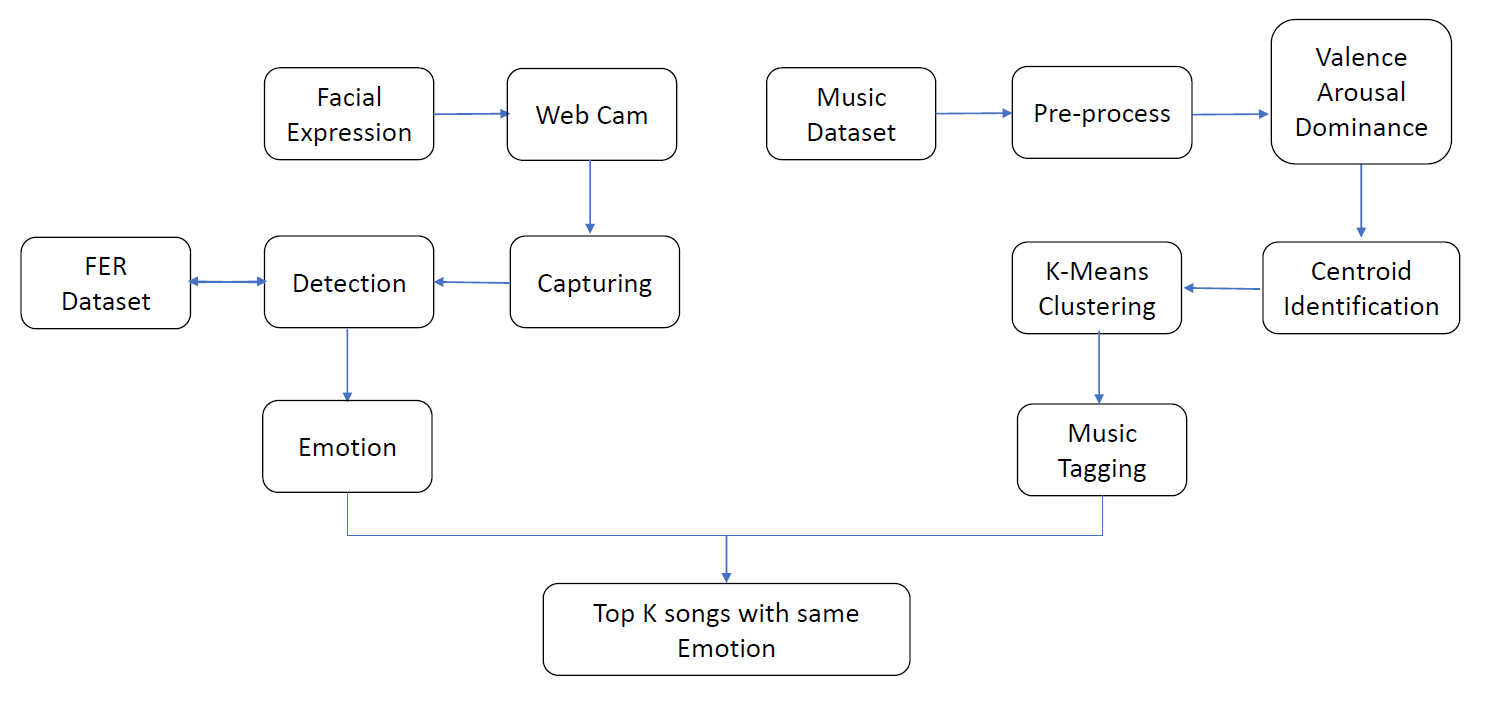 Facial
Expression
Web Cam
Music
Dataset
Pre-process
Valence
Arousal
Dominance
FER
Dataset
Detection
Capturing
K-Means
Clustering
Centroid
Identification
Emotion
Music
Tagging
Top K songs with same
Emotion